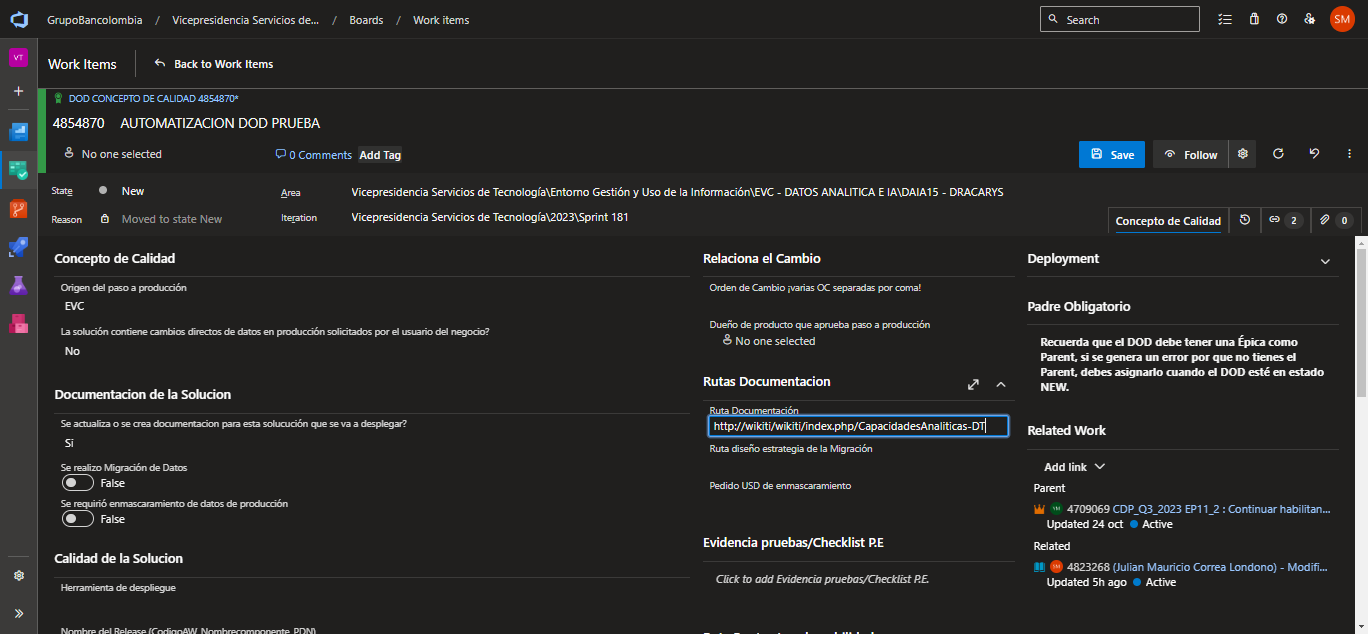 GrupoBancolombia / Vicepresidencia Servicios de... / Boards / Work items
Search
SM
VT
Work Items
Back to Work Items
DOD CONCEPTO DE CALIDAD 4854870*
4854870 AUTOMATIZACION DOD PRUEBA
No one selected
0 Comments
Add Tag
Save
Follow
State
New
Area
Vicepresidencia Servicios de Tecnología\Entorno Gestión y Uso de la Información\EVC - DATOS ANALITICA E IA\DAIA15 - DRACARYS
Reason
Moved to state New
Iteration
Vicepresidencia Servicios de Tecnología\2023\Sprint 181
Concepto de Calidad
2
0
Concepto de Calidad
Origen del paso a producción
EVC
La solución contiene cambios directos de datos en producción solicitados por el usuario del negocio?
No
Documentacion de la Solucion
Se actualiza o se crea documentacion para esta solucución que se va a desplegar?
Si
Se realizo Migración de Datos
False
Se requirió enmascaramiento de datos de producción
False
Calidad de la Solucion
Herramienta de despliegue
Nombre del Release (CodigoAW_Nombrecomponente_PDN)
Relaciona el Cambio
Orden de Cambio ¡varias OC separadas por coma!
Dueño de producto que aprueba paso a producción
No one selected
Rutas Documentacion
Ruta Documentación
http://wikiti/wikiti/index.php/CapacidadesAnaliticas-DT
Ruta diseño estrategia de la Migración
Pedido USD de enmascaramiento
Evidencia pruebas/Checklist P.E
Click to add Evidencia pruebas/Checklist P.E.
Deployment
Padre Obligatorio
Recuerda que el DOD debe tener una Épica como
Parent, si se genera un error por que no tienes el
Parent, debes asignarlo cuando el DOD esté en estado
NEW.
Related Work
Add link
Parent
YM 4709069 CDP_Q3_2023 EP11_2 : Continuar habilitan...
Updated 24 oct Active
Related
SM 4823268 (Julian Mauricio Correa Londono) - Modifi...
Updated 5h ago Active